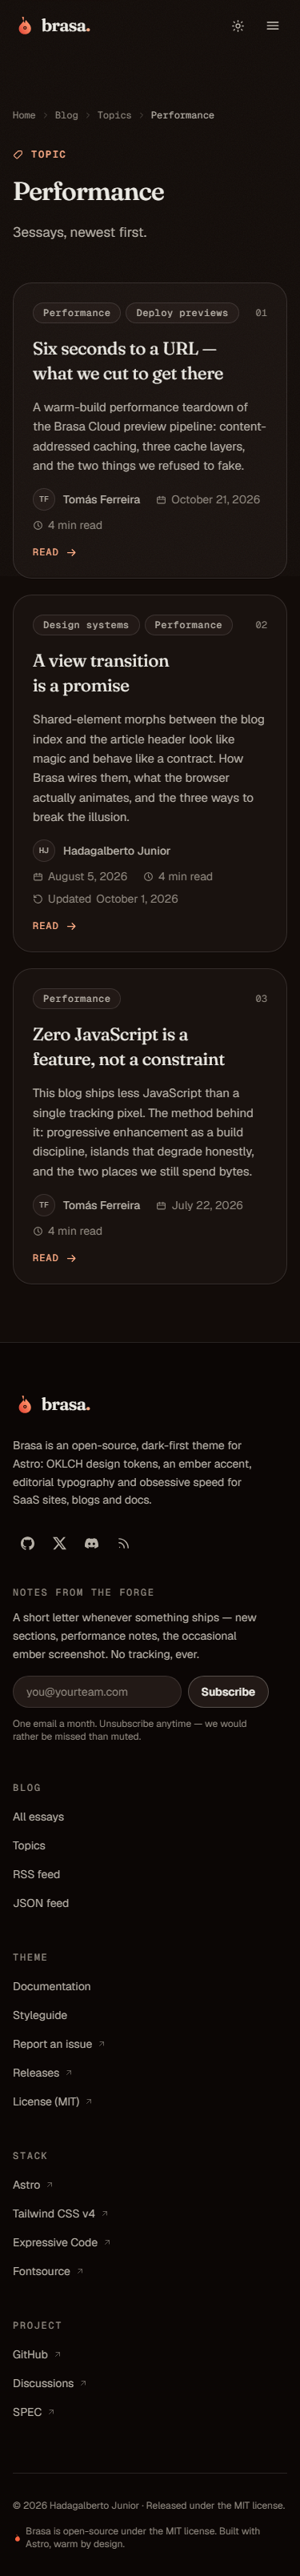 brasa.
Home > Blog > Topics > Performance
TOPIC
Performance
3essays, newest first.
Performance Deploy previews 01
Six seconds to a URL —
what we cut to get there
A warm-build performance teardown of
the Brasa Cloud preview pipeline: content-
addressed caching, three cache layers,
and the two things we refused to fake.
TF Tomás Ferreira October 21, 2026
4 min read
READ →
Design systems Performance 02
A view transition
is a promise
Shared-element morphs between the blog
index and the article header look like
magic and behave like a contract. How
Brasa wires them, what the browser
actually animates, and the three ways to
break the illusion.
HJ Hadagalberto Junior
August 5, 2026 4 min read
Updated October 1, 2026
READ →
Performance 03
Zero JavaScript is a
feature, not a constraint
This blog ships less JavaScript than a
single tracking pixel. The method behind
it: progressive enhancement as a build
discipline, islands that degrade honestly,
and the two places we still spend bytes.
TF Tomás Ferreira July 22, 2026
4 min read
READ →
brasa.
Brasa is an open-source, dark-first theme for
Astro: OKLCH design tokens, an ember accent,
editorial typography and obsessive speed for
SaaS sites, blogs and docs.
NOTES FROM THE FORGE
A short letter whenever something ships — new
sections, performance notes, the occasional
ember screenshot. No tracking, ever.
you@yourteam.com Subscribe
One email a month. Unsubscribe anytime — we would
rather be missed than muted.
BLOG
All essays
Topics
RSS feed
JSON feed
THEME
Documentation
Styleguide
Report an issue ↗
Releases ↗
License (MIT) ↗
STACK
Astro ↗
Tailwind CSS v4 ↗
Expressive Code ↗
Fontsource ↗
PROJECT
GitHub ↗
Discussions ↗
SPEC ↗
© 2026 Hadagalberto Junior · Released under the MIT license.
Brasa is open-source under the MIT license. Built with
Astro, warm by design.